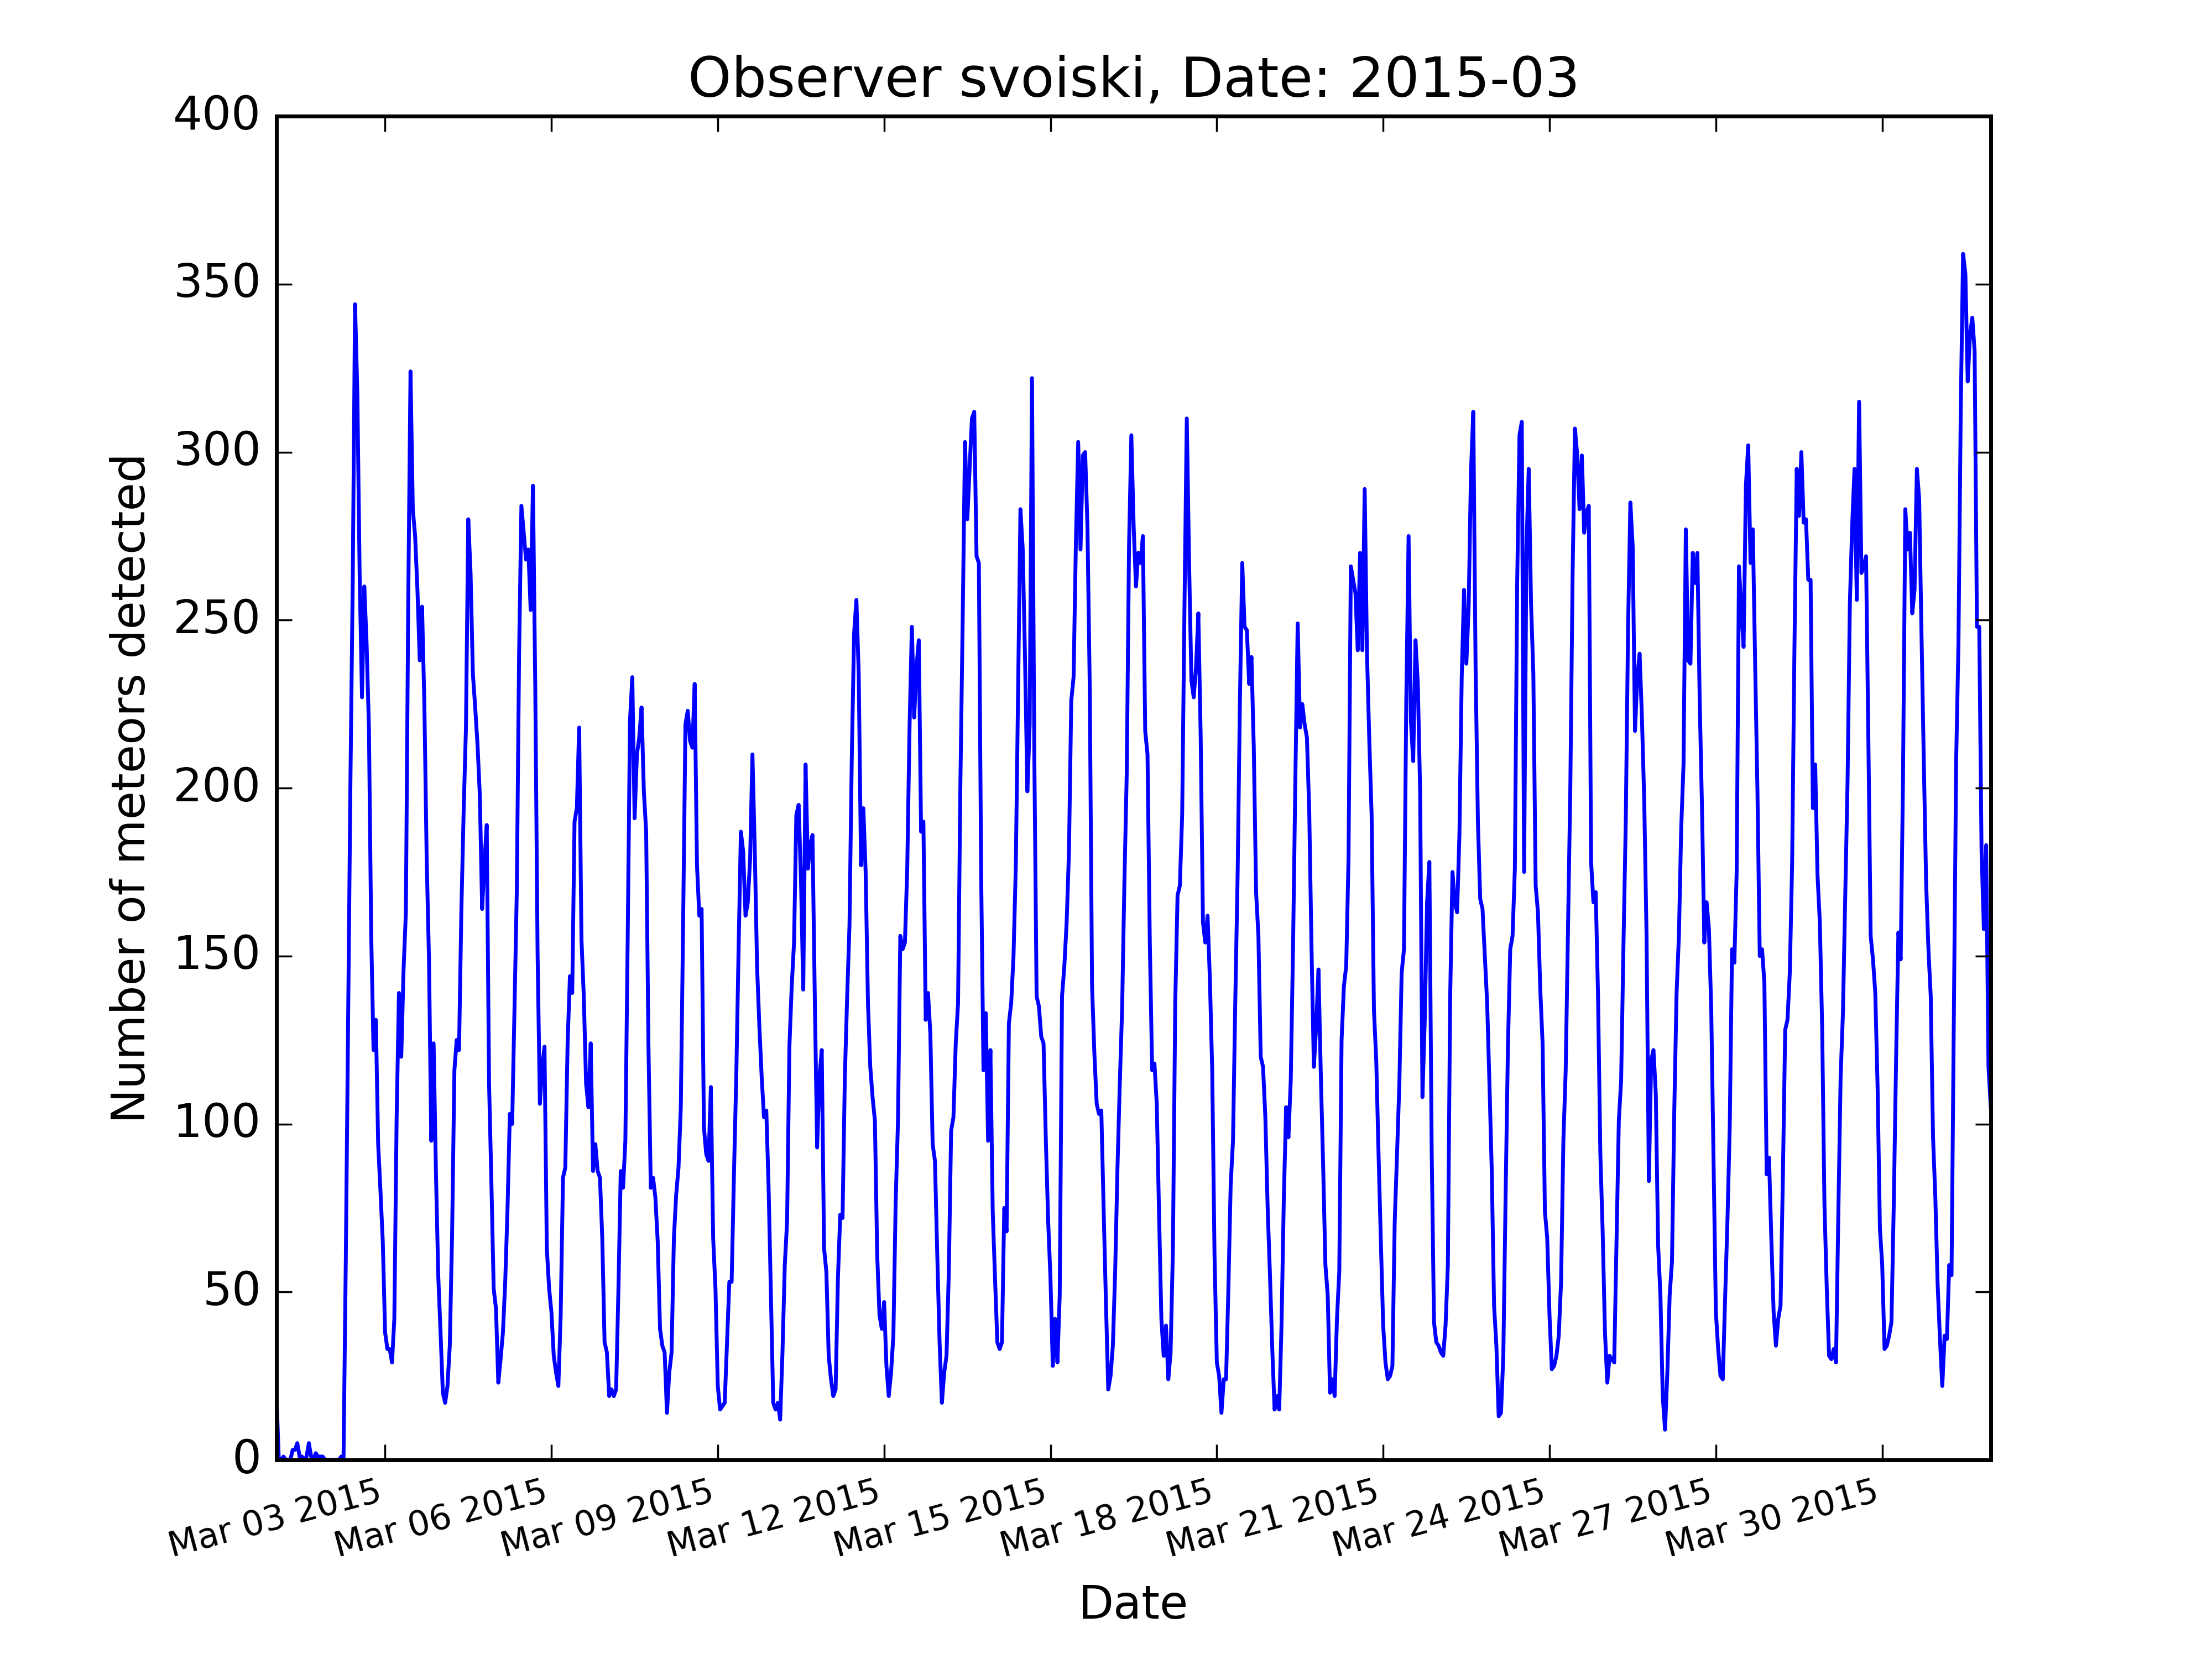 Observer svoiski, Date: 2015-03
400
350
300
250
200
150
100
50
0
Number of meteors detected
Mar 03 2015
Mar 06 2015
Mar 09 2015
Mar 12 2015
Mar 15 2015
Mar 18 2015
Mar 21 2015
Mar 24 2015
Mar 27 2015
Mar 30 2015
Date